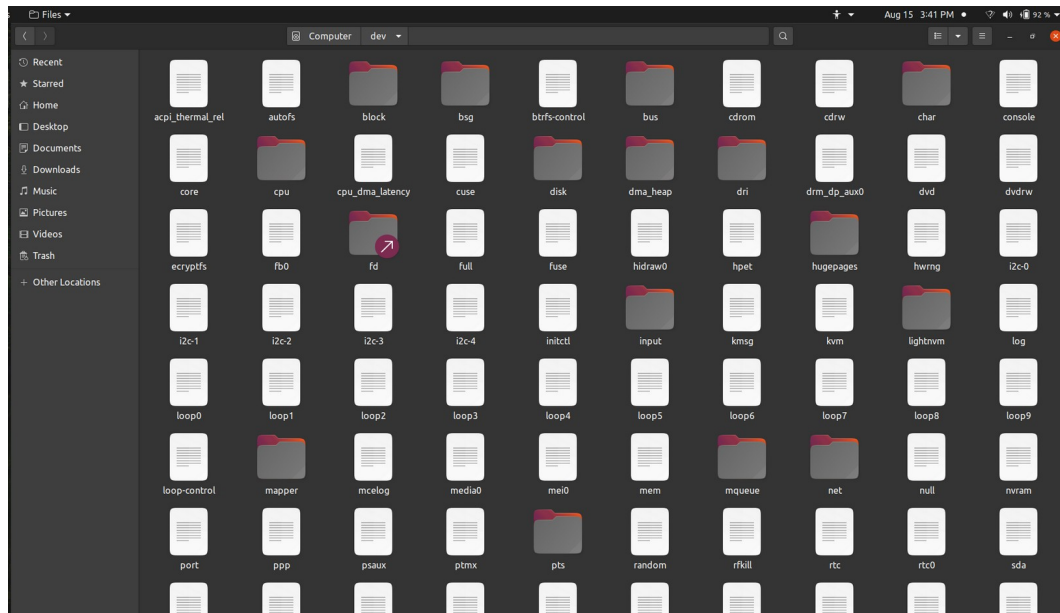 Files
Aug 15 3:41 PM
92 %
Computer dev
Recent
Starred
Home
Desktop
Documents
Downloads
Music
Pictures
Videos
Trash
+ Other Locations
acpi_thermal_rel autofs block bsg btrfs-control bus cdrom cdrw char console
core cpu cpu_dma_latency cuse disk dma_heap dri drm_dp_aux0 dvd dvdrw
ecryptfs fb0 fd full fuse hidraw0 hpet hugepages hwrng i2c-0
i2c-1 i2c-2 i2c-3 i2c-4 initctl input kmsg kvm lightnvm log
loop0 loop1 loop2 loop3 loop4 loop5 loop6 loop7 loop8 loop9
loop-control mapper mcelog media0 mei0 mem mqueue net null nvram
port ppp psaux ptmx pts random rfkill rtc rtc0 sda